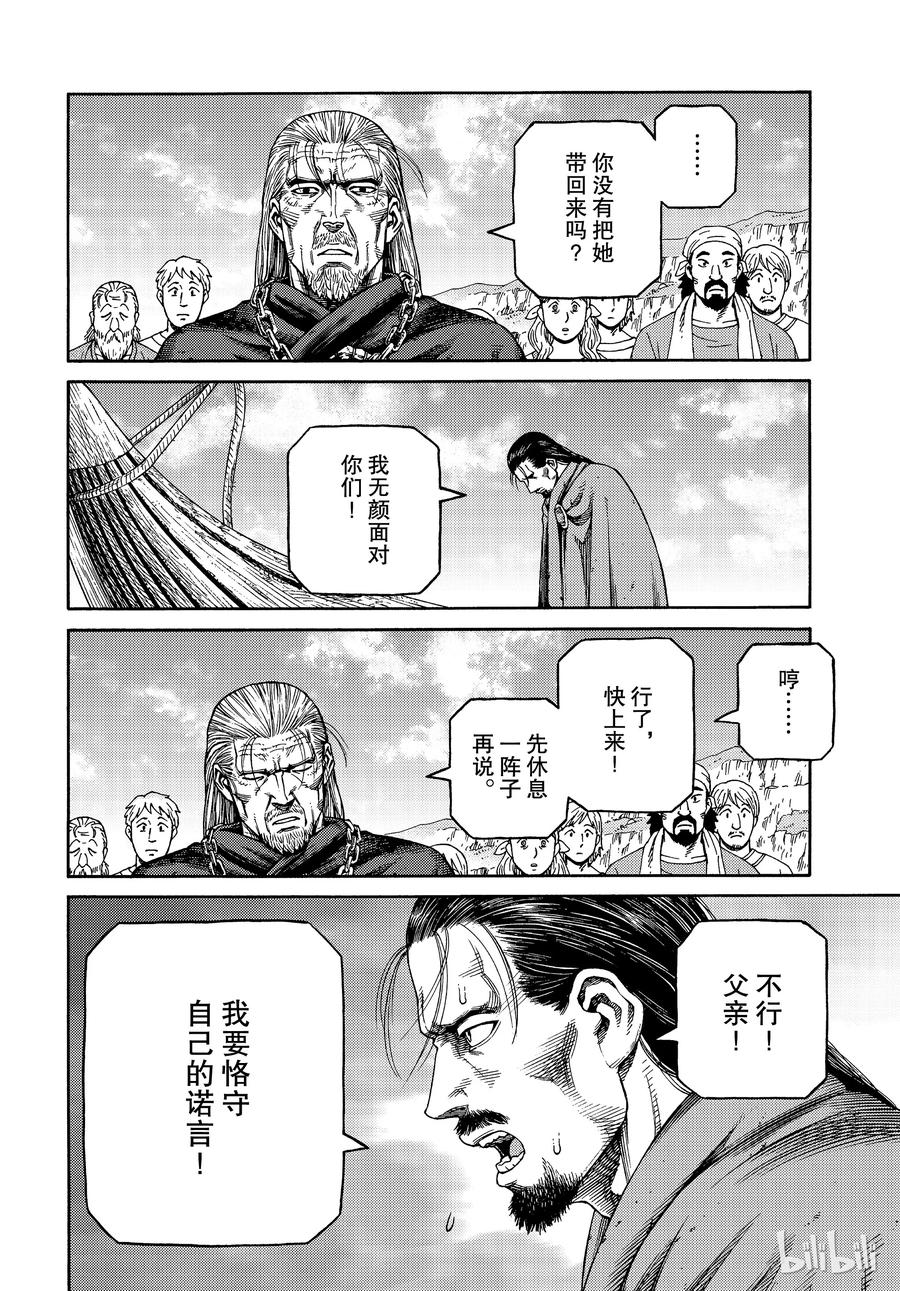 ……
你没有把她
带回来吗？
我无颜面对
你们！
哼……
行了，
快上来！
先休息
一阵子
再说。
不行！
父亲！
我要恪守
自己的诺言！
bilibili